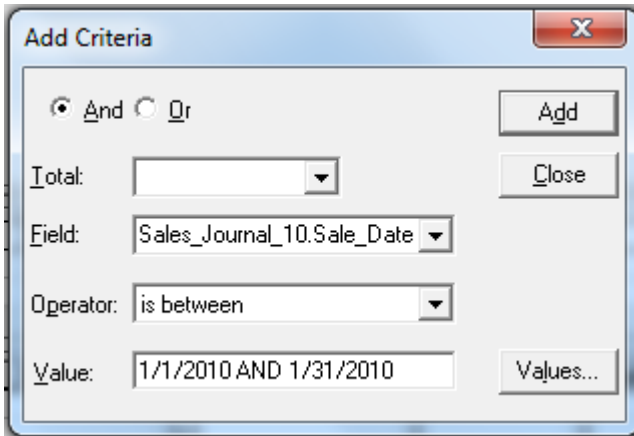 Add Criteria
And Or
Add
Total:
Close
Field: Sales_Journal_10.Sale_Date
Operator: is between
Value: 1/1/2010 AND 1/31/2010
Values...